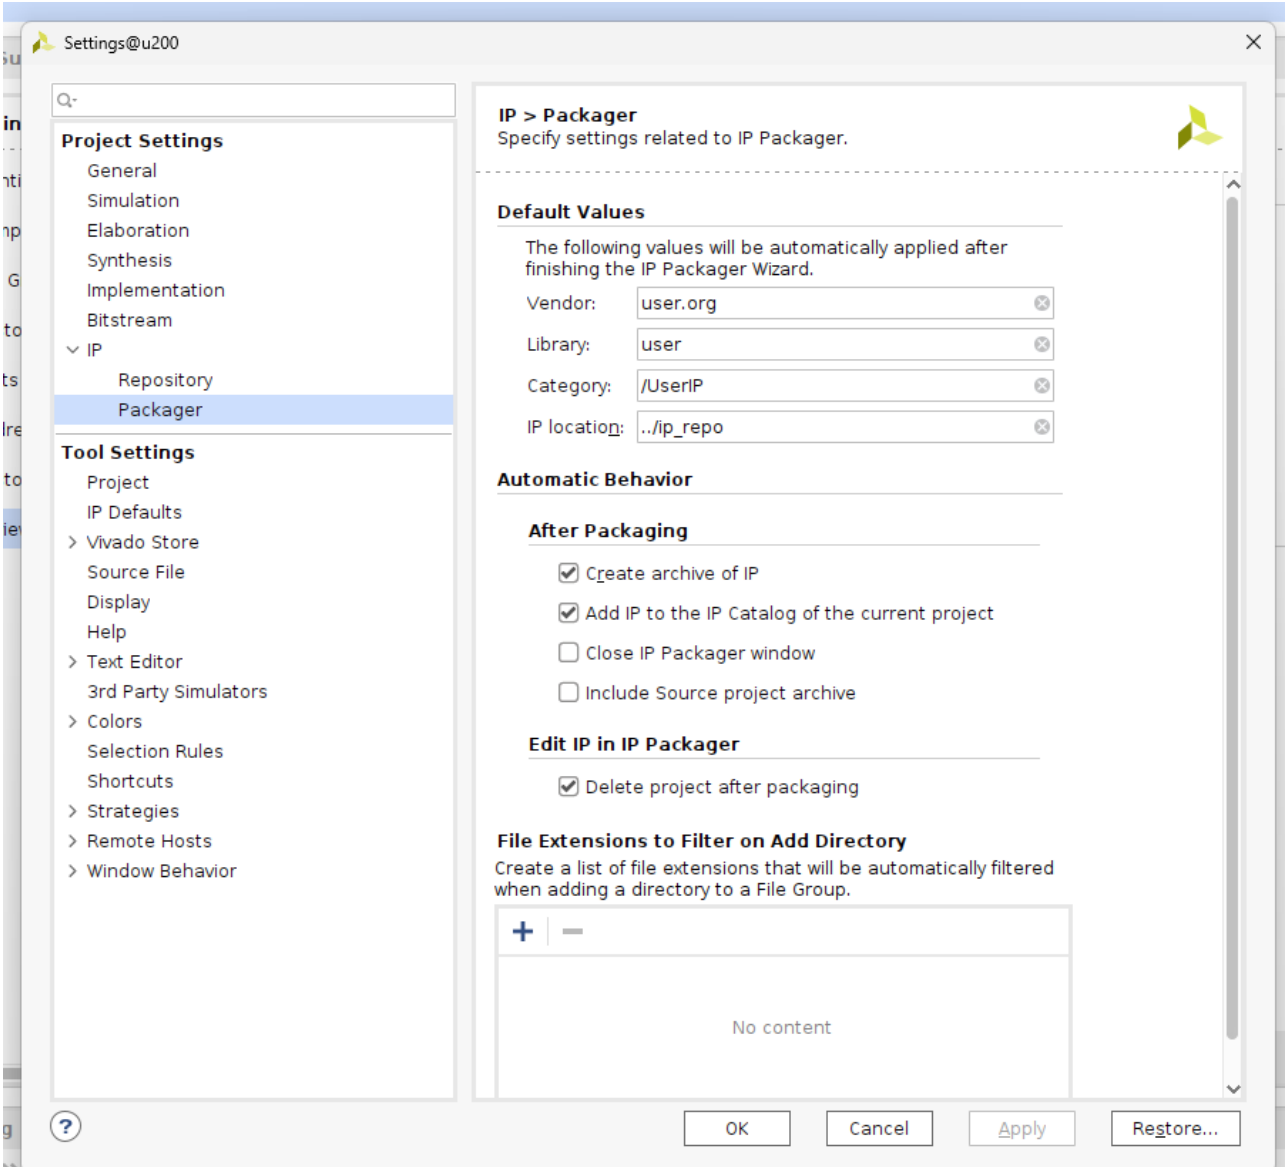 Settings@u200
Project Settings
General
Simulation
Elaboration
Synthesis
Implementation
Bitstream
IP
Repository
Packager
Tool Settings
Project
IP Defaults
Vivado Store
Source File
Display
Help
Text Editor
3rd Party Simulators
Colors
Selection Rules
Shortcuts
Strategies
Remote Hosts
Window Behavior
IP > Packager
Specify settings related to IP Packager.
Default Values
The following values will be automatically applied after
finishing the IP Packager Wizard.
Vendor: user.org
Library: user
Category: /UserIP
IP location: ../ip_repo
Automatic Behavior
After Packaging
Create archive of IP
Add IP to the IP Catalog of the current project
Close IP Packager window
Include Source project archive
Edit IP in IP Packager
Delete project after packaging
File Extensions to Filter on Add Directory
Create a list of file extensions that will be automatically filtered
when adding a directory to a File Group.
No content
?
OK
Cancel
Apply
Restore...